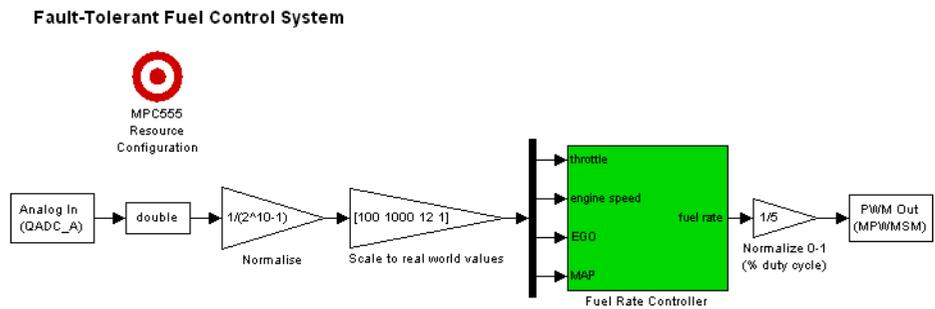 Fault-Tolerant Fuel Control System
MPC555
Resource
Configuration
Analog In
(QADC_A)
double
1/(2^10-1)
Normalise
[100 1000 12 1]
Scale to real world values
throttle
engine speed
EGO
MAP
fuel rate
Fuel Rate Controller
1/5
Normalize 0-1
(% duty cycle)
PWM Out
(MPWMSM)